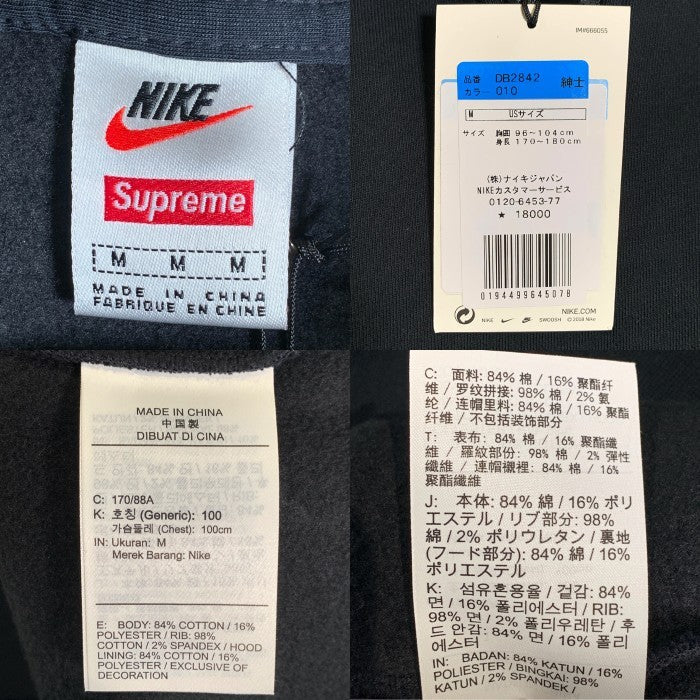 NIKE
Supreme
M M M
MADE IN CHINA
FABRIQUE EN CHINE
IM#666055
品番 DB2842 紳士
カラー 010
M USサイズ
サイズ 胸囲 96~104cm
身長 170~180cm
(株)ナイキジャパン
NIKEカスタマーサービス
0120-6453-77
★ 18000
0194499645078
NIKE.COM
NIKE SWOOSH © 2018 Nike
MADE IN CHINA
中国製
DIBUAT DI CINA
C: 170/88A
K: 호칭 (Generic): 100
가슴둘레 (Chest): 100cm
IN: Ukuran: M
Merek Barang: Nike
E: BODY: 84% COTTON / 16%
POLYESTER / RIB: 98%
COTTON / 2% SPANDEX / HOOD
LINING: 84% COTTON / 16%
POLYESTER / EXCLUSIVE OF
DECORATION
C: 面料: 84% 棉 / 16% 聚酯纤
维 / 罗纹拼接: 98% 棉 / 2% 氨
纶 / 连帽里料: 84% 棉 / 16% 聚酯
纤维 / 不包括装饰部分
T: 表布: 84% 棉 / 16% 聚酯纖
維 / 羅紋部份: 98% 棉 / 2% 彈性
纖維 / 連帽襯裡: 84% 棉 / 16%
聚酯纖維
J: 本体: 84% 綿 / 16% ポリ
エステル / リブ部分: 98%
綿 / 2% ポリウレタン / 裏地
(フード部分): 84% 綿 / 16%
ポリエステル
K: 섬유혼용율 / 겉감: 84%
면 / 16% 폴리에스터 / RIB:
98% 면 / 2% 폴리우레탄 / 후
드 안감: 84% 면 / 16% 폴리에
스터
IN: BADAN: 84% KATUN / 16%
POLYESTER / BINGKAI: 98%
KATUN / 2% SPANDEX /